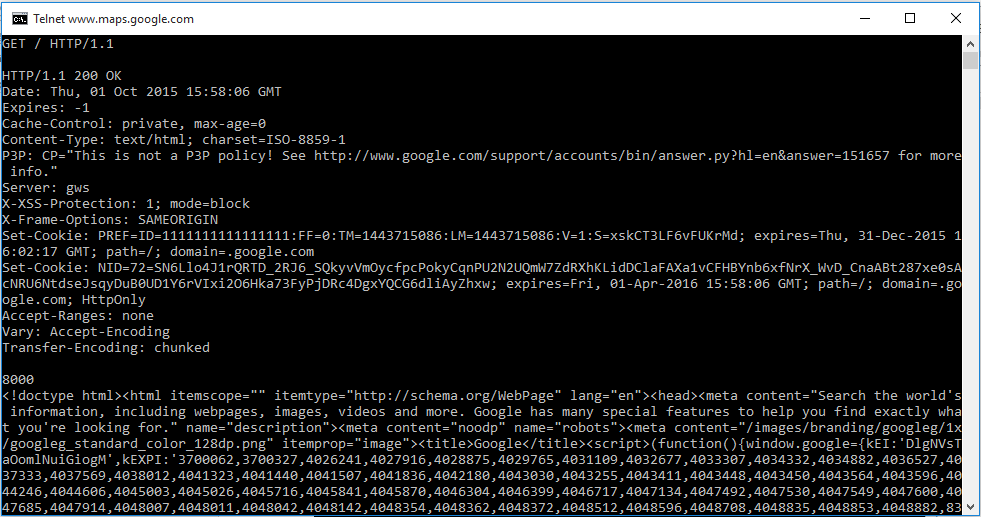 Telnet www.maps.google.com
GET / HTTP/1.1
HTTP/1.1 200 OK
Date: Thu, 01 Oct 2015 15:58:06 GMT
Expires: -1
Cache-Control: private, max-age=0
Content-Type: text/html; charset=ISO-8859-1
P3P: CP="This is not a P3P policy! See http://www.google.com/support/accounts/bin/answer.py?hl=en&answer=151657 for more
 info."
Server: gws
X-XSS-Protection: 1; mode=block
X-Frame-Options: SAMEORIGIN
Set-Cookie: PREF=ID=1111111111111111:FF=0:TM=1443715086:LM=1443715086:V=1:S=xskCT3LF6vFUKrMd; expires=Thu, 31-Dec-2015 1
6:02:17 GMT; path=/; domain=.google.com
Set-Cookie: NID=72=SN6Llo4J1rQRTD_2RJ6_SQkyvVmOycfpcPokyCqnPU2N2UQmW7ZdRXhKLidDClaFAXa1vCFHBYnb6xfNrX_WvD_CnaABt287xe0sA
cNRU6NtdseJsqyDuB0UD1Y6rVIxi2O6Hka73FyPjDRc4DgxYQCG6dliAyZhxw; expires=Fri, 01-Apr-2016 15:58:06 GMT; path=/; domain=.go
ogle.com; HttpOnly
Accept-Ranges: none
Vary: Accept-Encoding
Transfer-Encoding: chunked
8000
<!doctype html><html itemscope="" itemtype="http://schema.org/WebPage" lang="en"><head><meta content="Search the world's
 information, including webpages, images, videos and more. Google has many special features to help you find exactly wha
t you're looking for." name="description"><meta content="noodp" name="robots"><meta content="/images/branding/googleg/1x
/googleg_standard_color_128dp.png" itemprop="image"><title>Google</title><script>(function(){window.google={kEI:'DlgNVsT
aOomlNuiGiogM',kEXPI:'3700062,3700327,4026241,4027916,4028875,4029765,4031109,4032677,4033307,4034332,4034882,4036527,40
37333,4037569,4038012,4041323,4041440,4041507,4041836,4042180,4043030,4043255,4043411,4043448,4043450,4043564,4043596,40
44246,4044606,4045003,4045026,4045716,4045841,4045870,4046304,4046399,4046717,4047134,4047492,4047530,4047549,4047600,40
47685,4047914,4048007,4048011,4048042,4048142,4048354,4048362,4048372,4048512,4048596,4048708,4048835,4048853,4048882,83